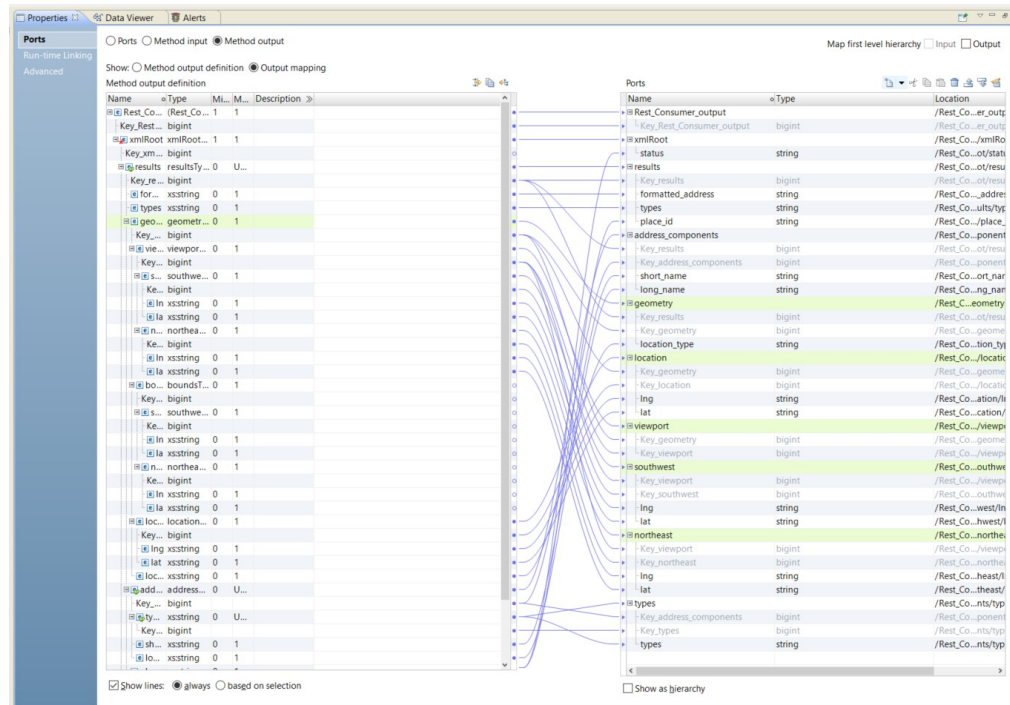 Properties
Data Viewer
Alerts
Ports
Run-time Linking
Advanced
Ports Method input Method output
Map first level hierarchy Input Output
Show: Method output definition Output mapping
Method output definition
Name Type Mi... M... Description
Rest_Co... (Rest_Co... 1 1
Key_Rest... bigint
xmlRoot xmlRoot... 1 1
Key_xm... bigint
results resultsTy... 0 U...
Key_re... bigint
for... xs:string 0 1
types xs:string 0 1
geo... geometr... 0 1
Key_... bigint
vie... viewpor... 0 1
Key... bigint
s... southwe... 0 1
Ke... bigint
ln xs:string 0 1
la xs:string 0 1
n... northea... 0 1
Ke... bigint
ln xs:string 0 1
la xs:string 0 1
bo... boundsT... 0 1
Key... bigint
s... southwe... 0 1
Ke... bigint
ln xs:string 0 1
la xs:string 0 1
n... northea... 0 1
Ke... bigint
ln xs:string 0 1
la xs:string 0 1
loc... location... 0 1
Key... bigint
lng xs:string 0 1
lat xs:string 0 1
loc... xs:string 0 1
add... address... 0 U...
Key_... bigint
ty... xs:string 0 U...
Key... bigint
sh... xs:string 0 1
lo... xs:string 0 1
Show lines: always based on selection
Ports
Name Type Location
Rest_Consumer_output /Rest_Co...er_outp
Key_Rest_Consumer_output bigint /Rest_Co...er_outp
xmlRoot /Rest_Co.../xmlRo
status string /Rest_Co...ot/statu
results /Rest_Co...ot/resu
Key_results bigint /Rest_Co...ot/resu
formatted_address string /Rest_Co..._addres
types string /Rest_Co...ults/typ
place_id string /Rest_Co.../place_
address_components /Rest_Co...ponent
Key_results bigint /Rest_Co...ot/resu
Key_address_components bigint /Rest_Co...ponent
short_name string /Rest_Co...ort_nar
long_name string /Rest_Co...ng_nan
geometry /Rest_C...eometry
Key_results bigint /Rest_Co...ot/resu
Key_geometry bigint /Rest_Co...geome
location_type string /Rest_Co...tion_typ
location /Rest_Co.../locatio
Key_geometry bigint /Rest_Co...geome
Key_location bigint /Rest_Co.../locatio
lng string /Rest_Co...ation/lu
lat string /Rest_Co...cation/
viewport /Rest_Co.../viewpo
Key_geometry bigint /Rest_Co...geome
Key_viewport bigint /Rest_Co.../viewpo
southwest /Rest_Co...outhwe
Key_viewport bigint /Rest_Co.../viewpo
Key_southwest bigint /Rest_Co...outhwe
lng string /Rest_Co...west/ln
lat string /Rest_Co...hwest/l
northeast /Rest_Co...northea
Key_viewport bigint /Rest_Co.../viewpo
Key_northeast bigint /Rest_Co...northe
lng string /Rest_Co...heast/l
lat string /Rest_Co...theast/
types /Rest_Co...nts/typ
Key_address_components bigint /Rest_Co...ponent
Key_types bigint /Rest_Co...nts/typ
types string /Rest_Co...nts/typ
Show as hierarchy